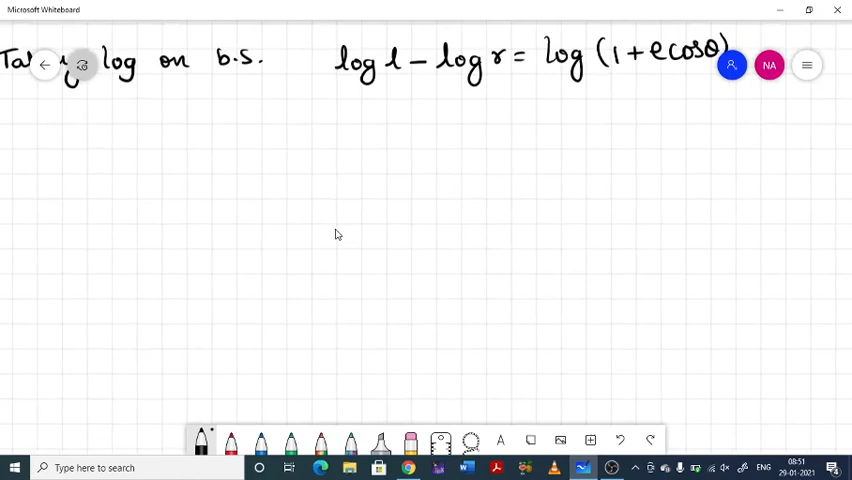 Microsoft Whiteboard
log on b.s. log l - log r = log (1 + e cosθ)
NA
Type here to search
ENG
08:51
29-01-2021